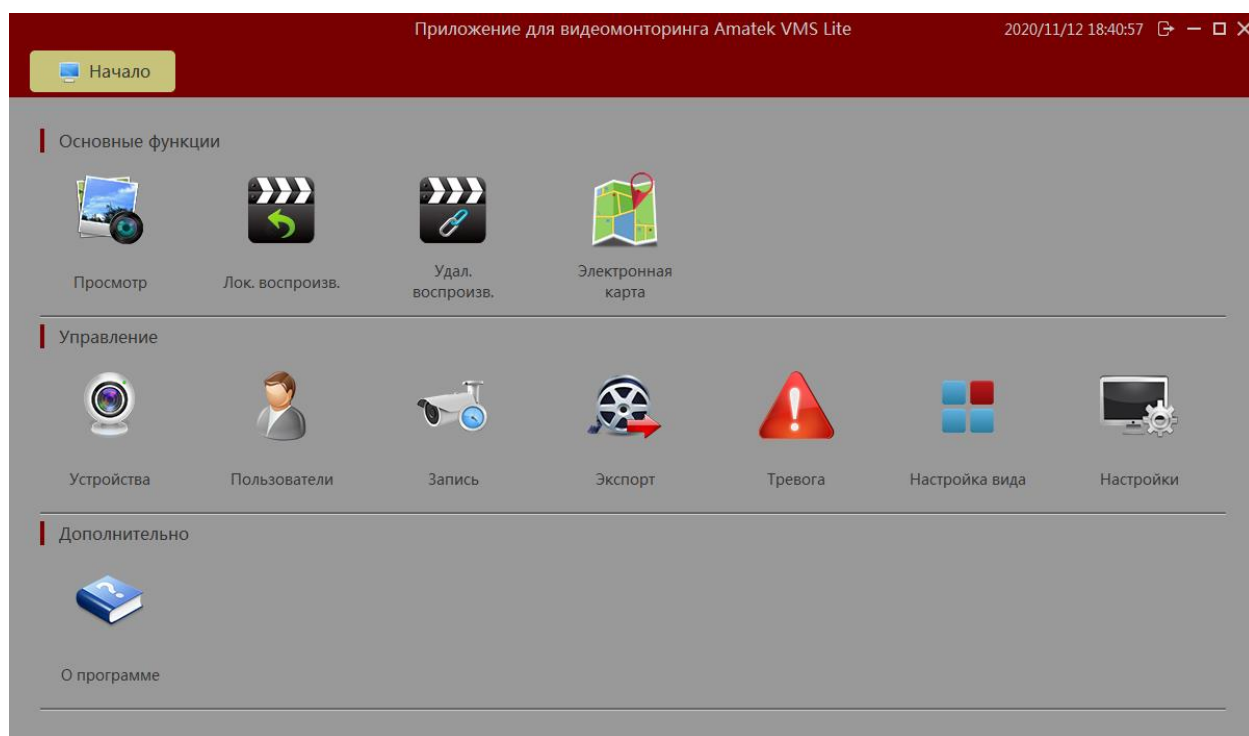 Приложение для видеомонторинга Amatek VMS Lite
2020/11/12 18:40:57
Начало
Основные функции
Просмотр
Лок. воспроизв.
Удал.
воспроизв.
Электронная
карта
Управление
Устройства
Пользователи
Запись
Экспорт
Тревога
Настройка вида
Настройки
Дополнительно
О программе